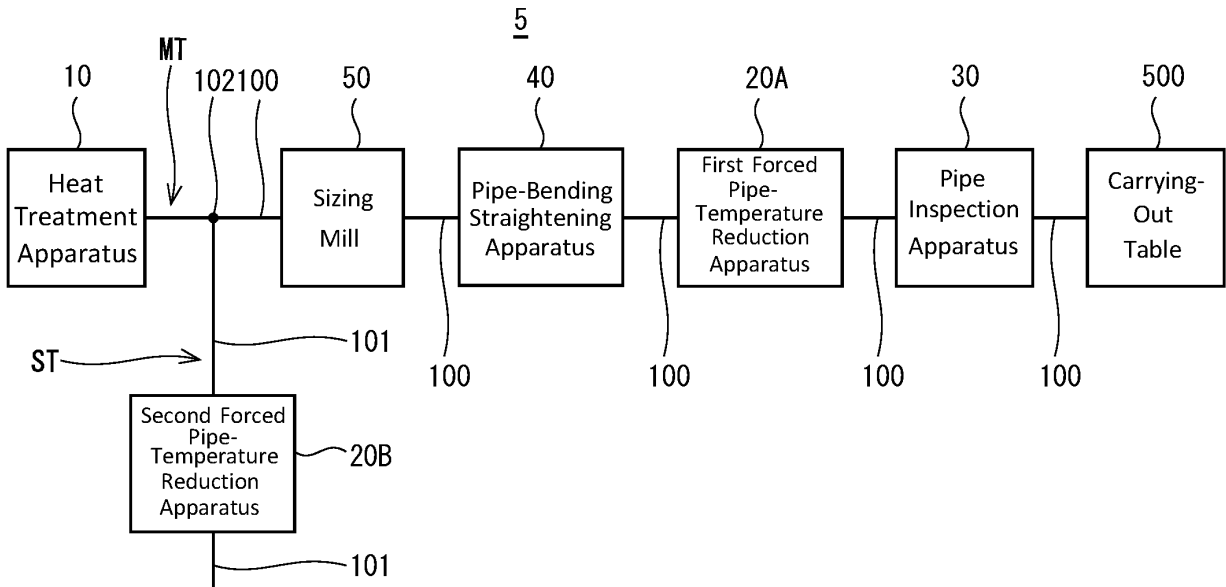 5
MT
10
102
100
50
40
20A
30
500
Heat
Treatment
Apparatus
Sizing
Mill
Pipe-Bending
Straightening
Apparatus
First Forced
Pipe-
Temperature
Reduction
Apparatus
Pipe
Inspection
Apparatus
Carrying-
Out
Table
101
ST
100
100
100
100
Second Forced
Pipe-
Temperature
Reduction
Apparatus
20B
101